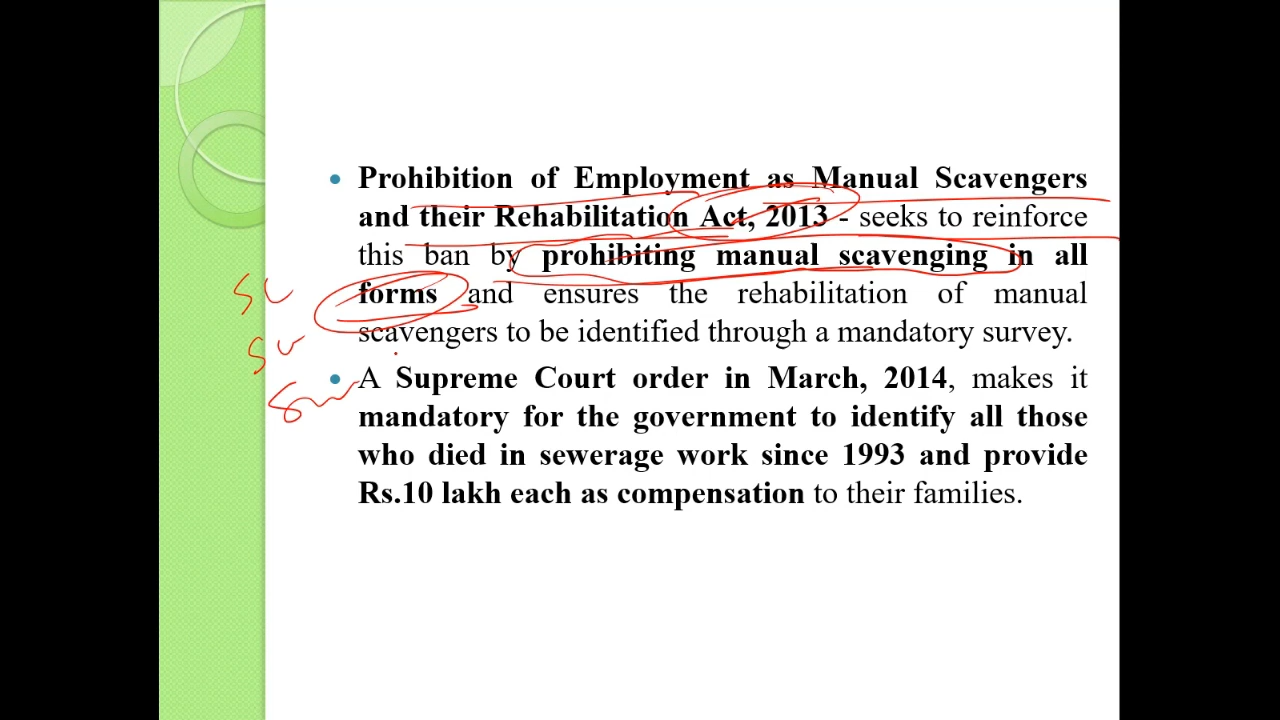 Prohibition of Employment as Manual Scavengers
and their Rehabilitation Act, 2013 - seeks to reinforce
this ban by prohibiting manual scavenging in all
forms and ensures the rehabilitation of manual
scavengers to be identified through a mandatory survey.
A Supreme Court order in March, 2014, makes it
mandatory for the government to identify all those
who died in sewerage work since 1993 and provide
Rs.10 lakh each as compensation to their families.